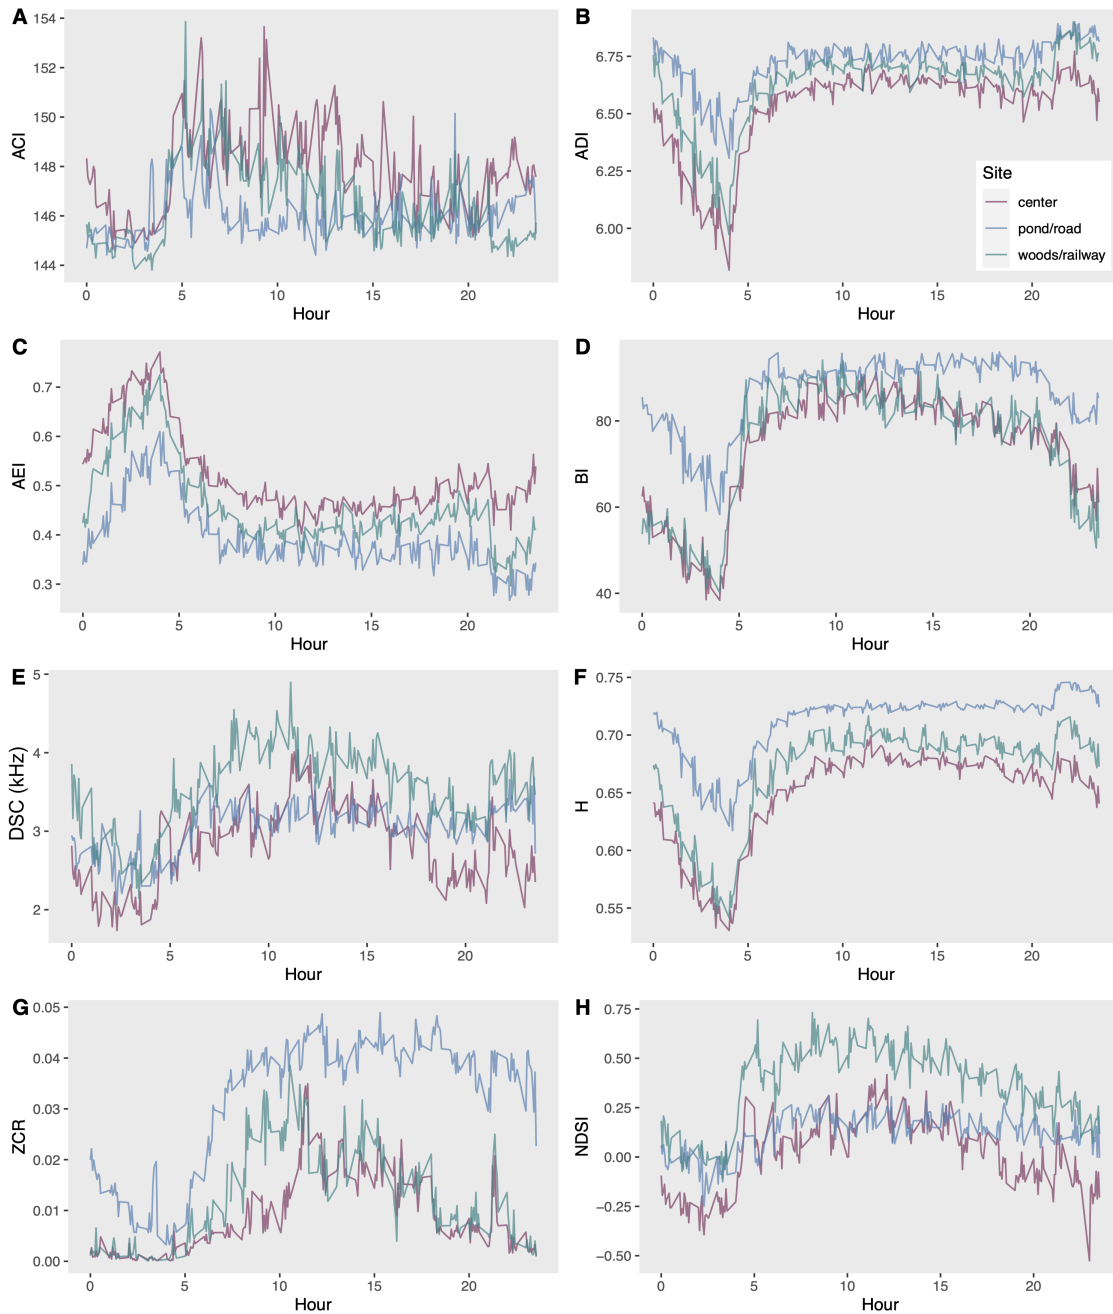 A
154
152
150
148
146
144
ACI
0 5 10 15 20
Hour
B
6.75
6.50
6.25
6.00
ADI
0 5 10 15 20
Hour
Site
center
pond/road
woods/railway
C
0.7
0.6
0.5
0.4
0.3
AEI
0 5 10 15 20
Hour
D
80
60
40
BI
0 5 10 15 20
Hour
E
5
4
3
2
DSC (kHz)
0 5 10 15 20
Hour
F
0.75
0.70
0.65
0.60
0.55
H
0 5 10 15 20
Hour
G
0.05
0.04
0.03
0.02
0.01
0.00
ZCR
0 5 10 15 20
Hour
H
0.75
0.50
0.25
0.00
−0.25
−0.50
NDSI
0 5 10 15 20
Hour